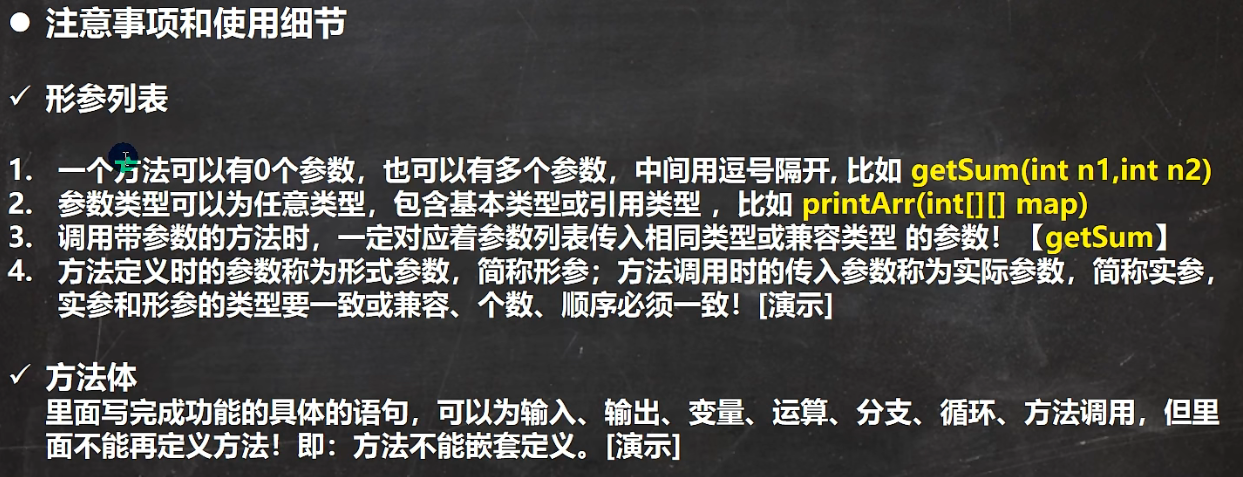 ● 注意事项和使用细节
✓ 形参列表
1. 一个方法可以有0个参数，也可以有多个参数，中间用逗号隔开, 比如 getSum(int n1,int n2)
2. 参数类型可以为任意类型，包含基本类型或引用类型 ，比如 printArr(int[][] map)
3. 调用带参数的方法时，一定对应着参数列表传入相同类型或兼容类型 的参数！【getSum】
4. 方法定义时的参数称为形式参数，简称形参；方法调用时的传入参数称为实际参数，简称实参，
实参和形参的类型要一致或兼容、个数、顺序必须一致！[演示]
✓ 方法体
里面写完成功能的具体的语句，可以为输入、输出、变量、运算、分支、循环、方法调用，但里
面不能再定义方法！即：方法不能嵌套定义。[演示]